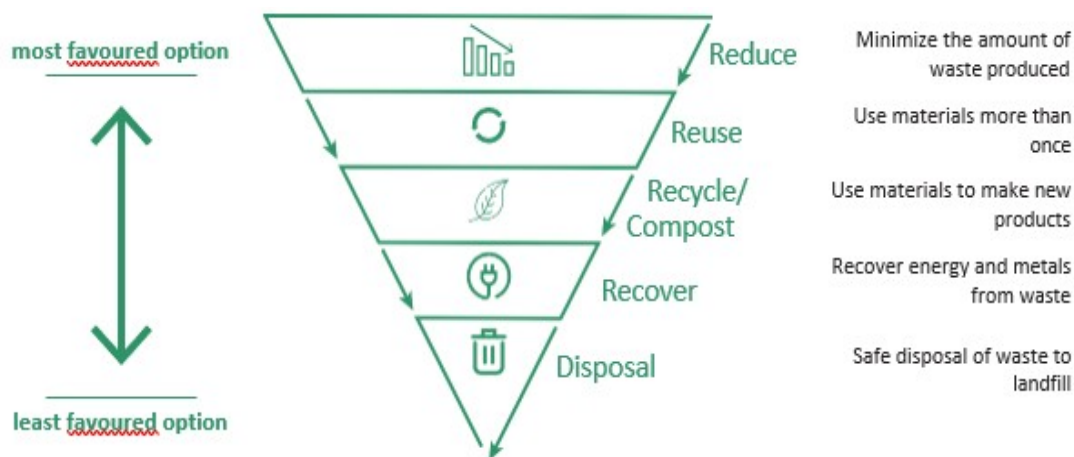 most favoured option
least favoured option
Reduce
Minimize the amount of
waste produced
Reuse
Use materials more than
once
Recycle/
Compost
Use materials to make new
products
Recover
Recover energy and metals
from waste
Disposal
Safe disposal of waste to
landfill